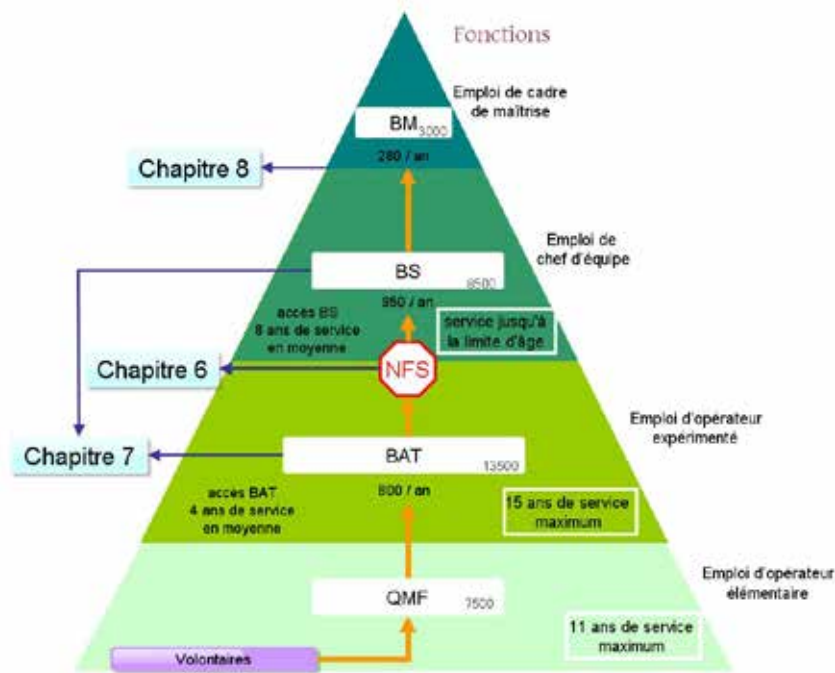 Fonctions
Emploi de cadre
de maîtrise
BM 3000
280 / an
Chapitre 8
Emploi de
chef d'équipe
BS 8500
950 / an
accès BS
8 ans de service
en moyenne
service jusqu'à
la limite d'âge
NFS
Chapitre 6
Emploi d'opérateur
expérimenté
BAT 13500
Chapitre 7
800 / an
accès BAT
4 ans de service
en moyenne
15 ans de service
maximum
Emploi d'opérateur
élémentaire
QMF 7500
11 ans de service
maximum
Volontaires